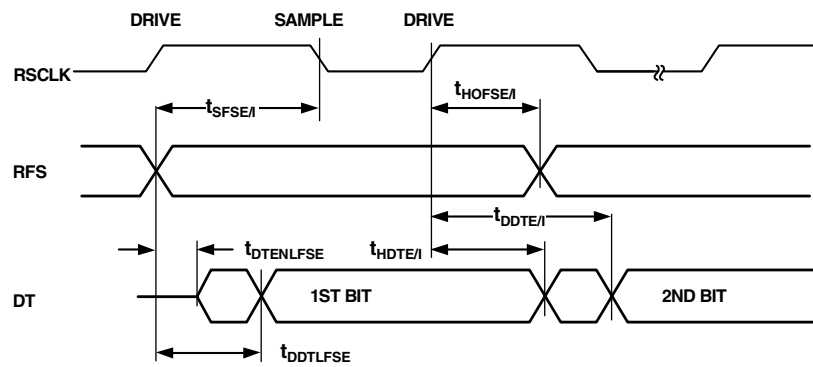 DRIVE SAMPLE DRIVE
RSCLK
tSFSE/I
tHOFSE/I
RFS
tDDTE/I
tDTENLFSE
tHDTE/I
DT
1ST BIT
2ND BIT
tDDTLFSE